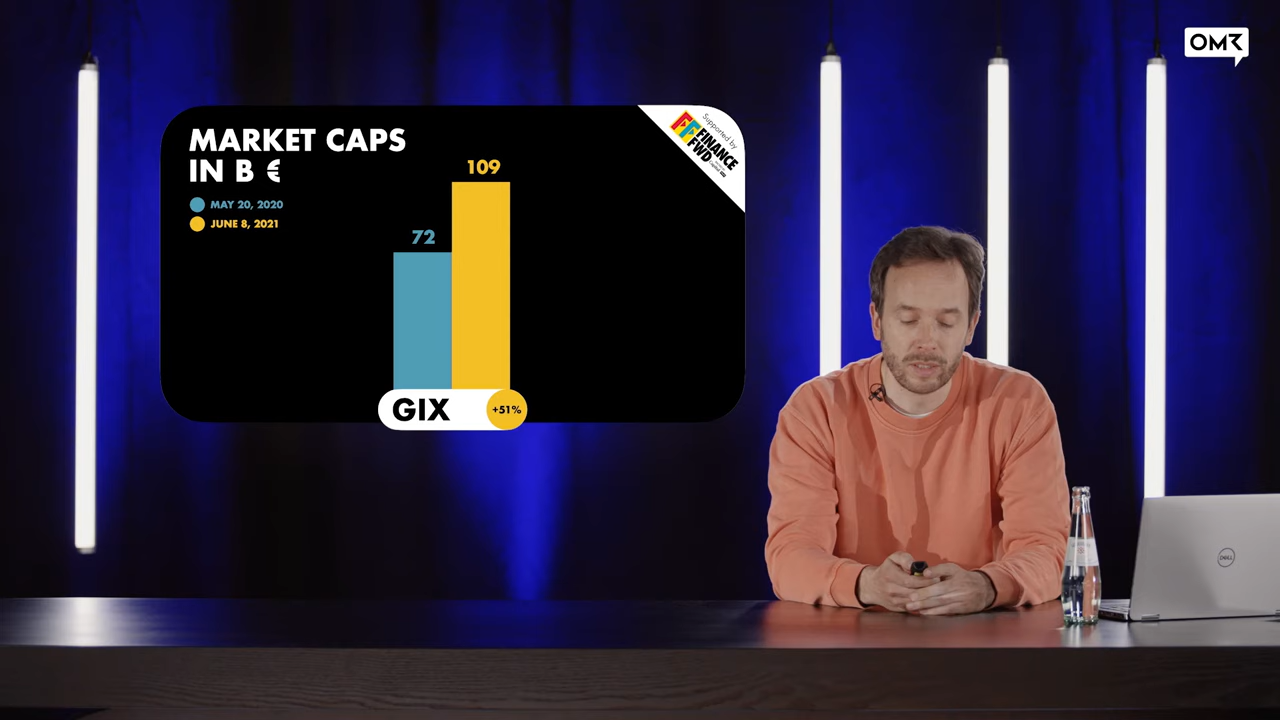 OMR
MARKET CAPS
IN B €
MAY 20, 2020
JUNE 8, 2021
72
109
GIX
+51%
Supported by
FF FINANCE
FWD
DELL